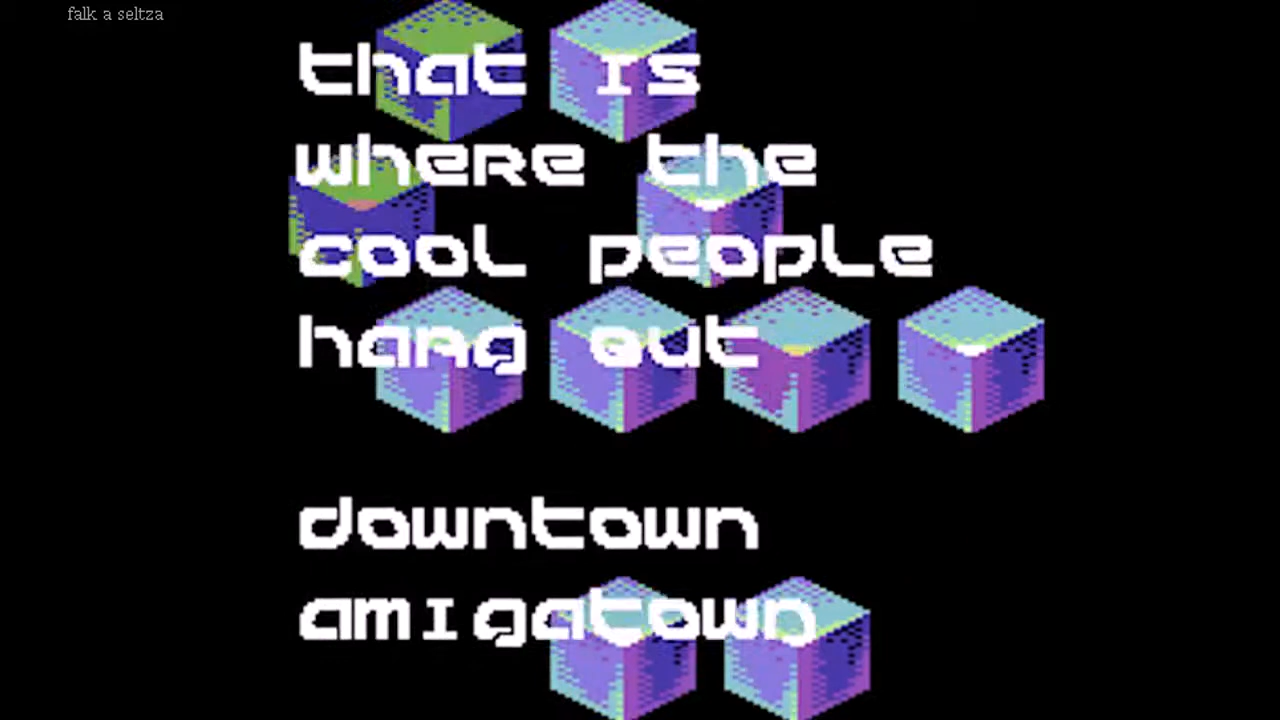 falk a seltza
that is
where the
cool people
hang out
downtown
amigatown